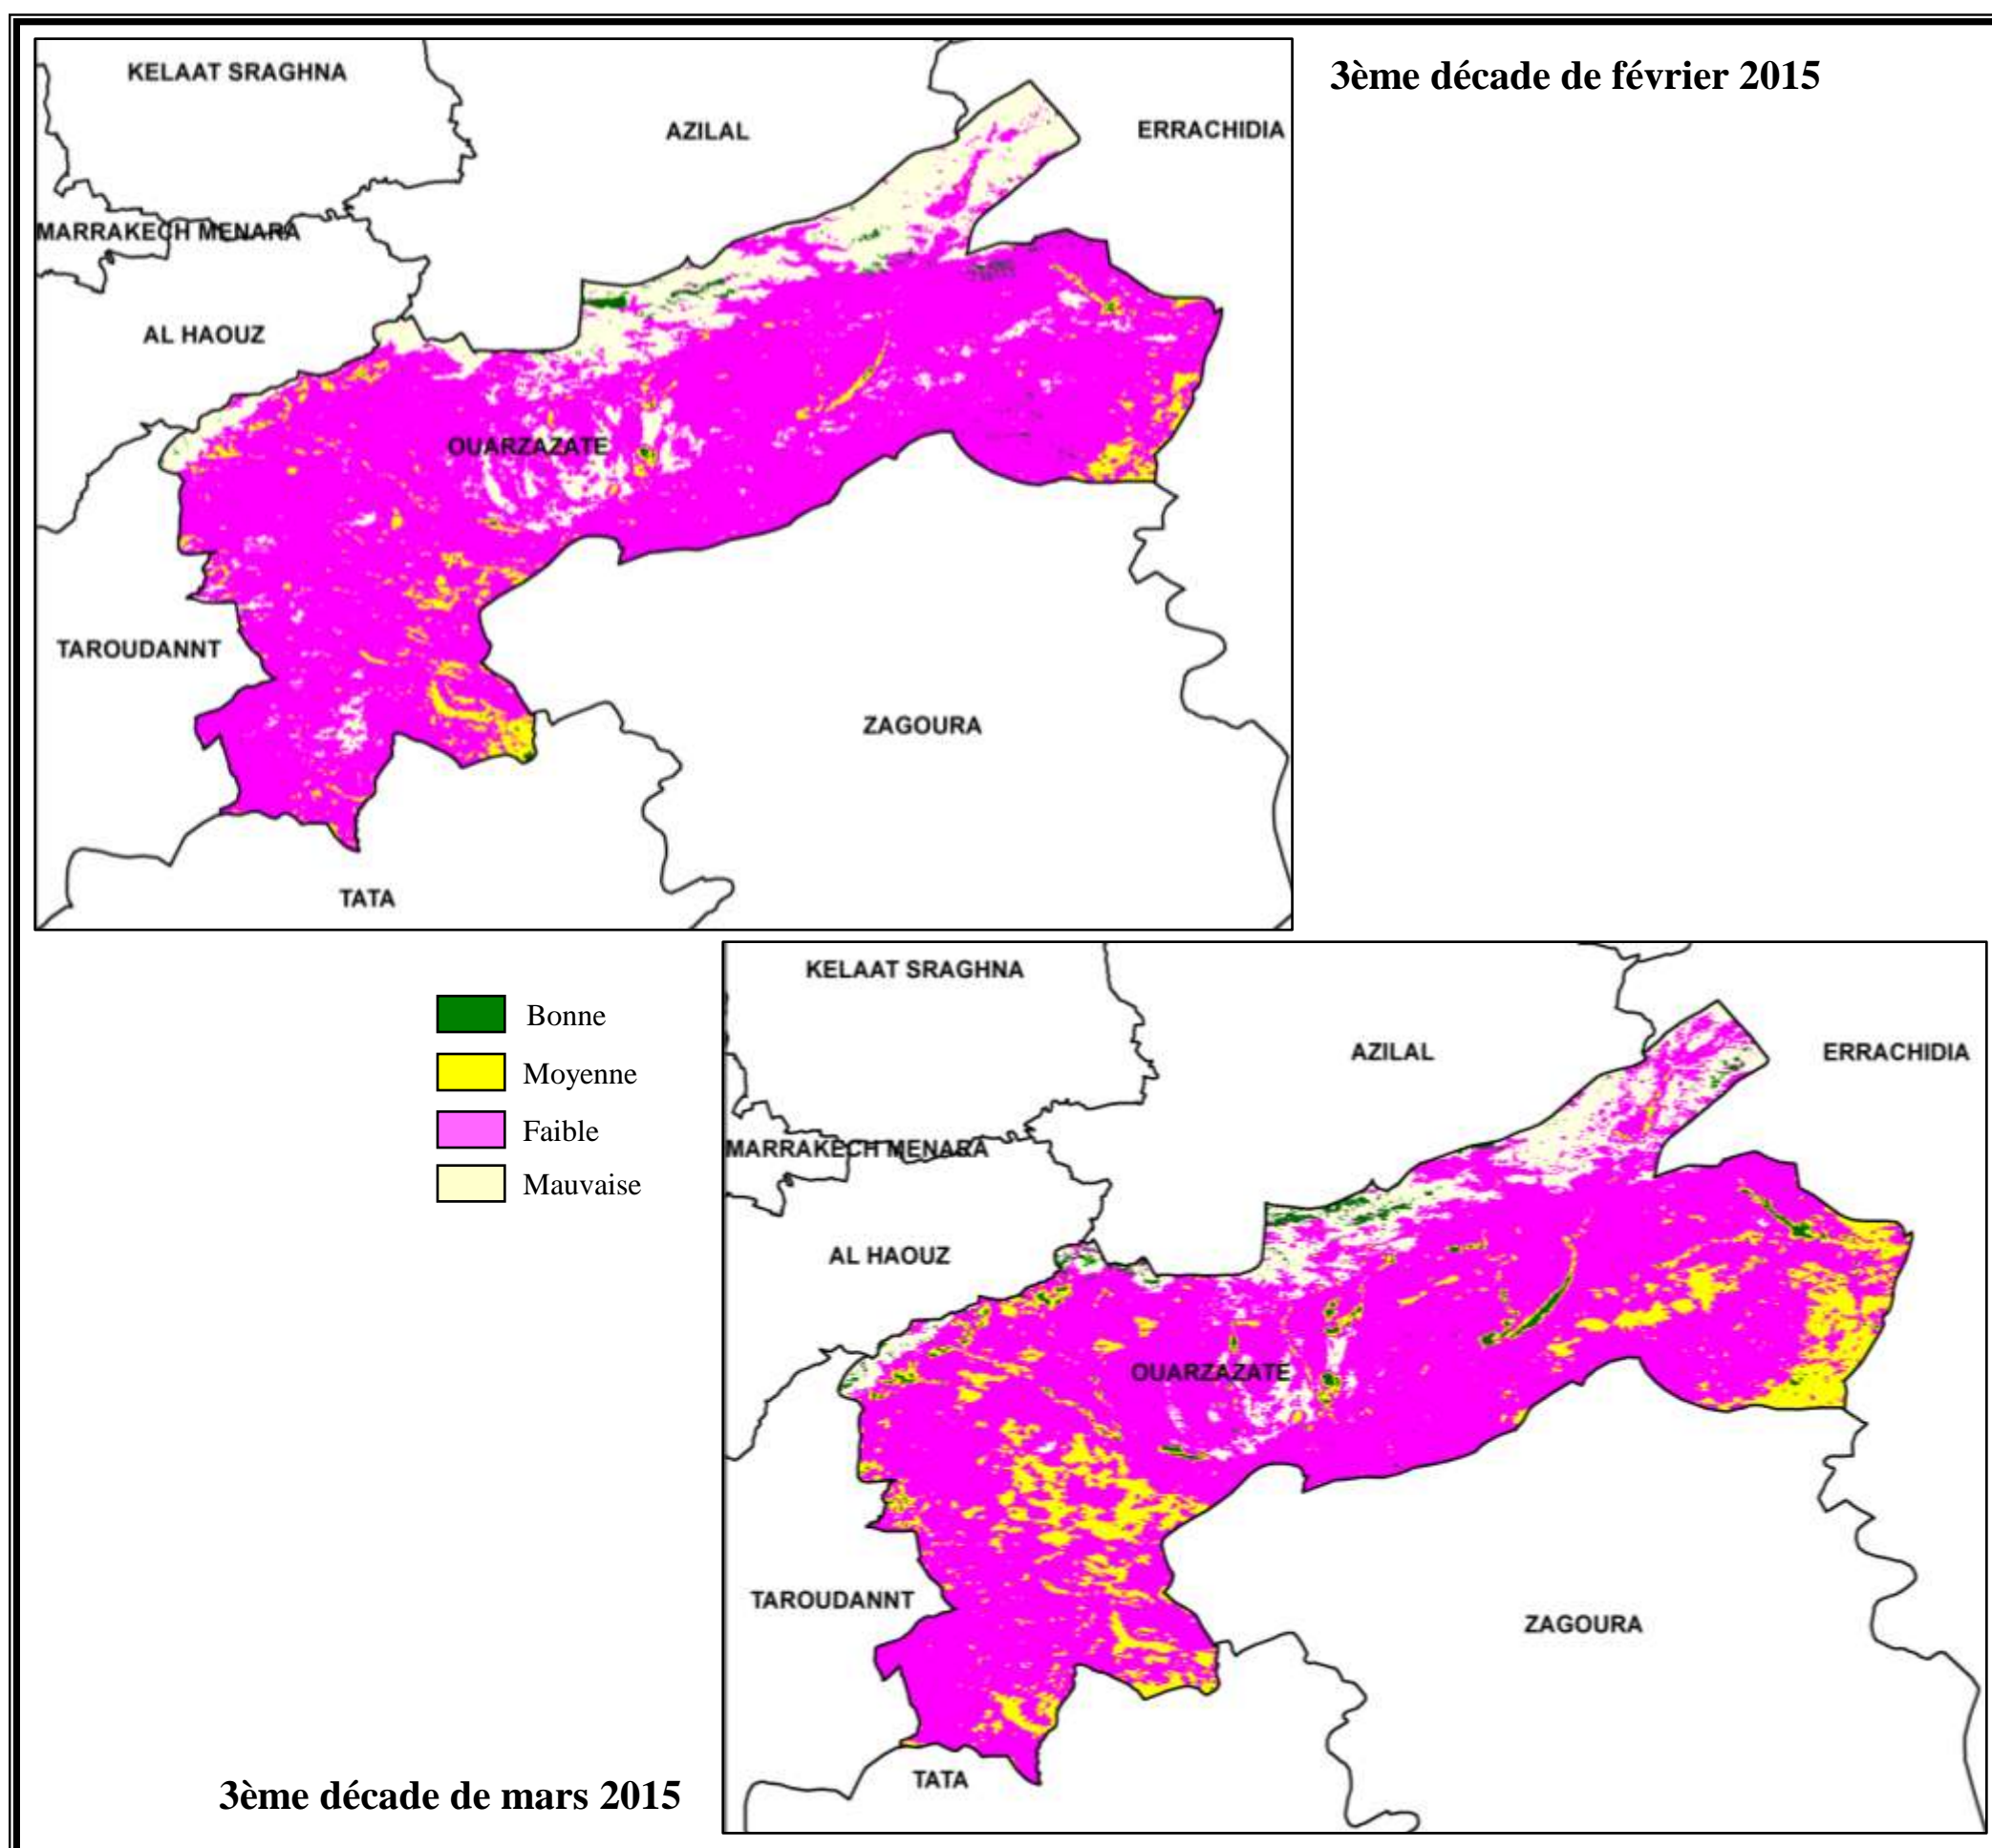 3ème décade de février 2015
KELAAT SRAGHNA
AZILAL
ERRACHIDIA
MARRAKECH MENARA
AL HAOUZ
OUARZAZATE
TAROUDANNT
ZAGOURA
TATA
Bonne
Moyenne
Faible
Mauvaise
KELAAT SRAGHNA
AZILAL
ERRACHIDIA
MARRAKECH MENARA
AL HAOUZ
OUARZAZATE
TAROUDANNT
ZAGOURA
TATA
3ème décade de mars 2015